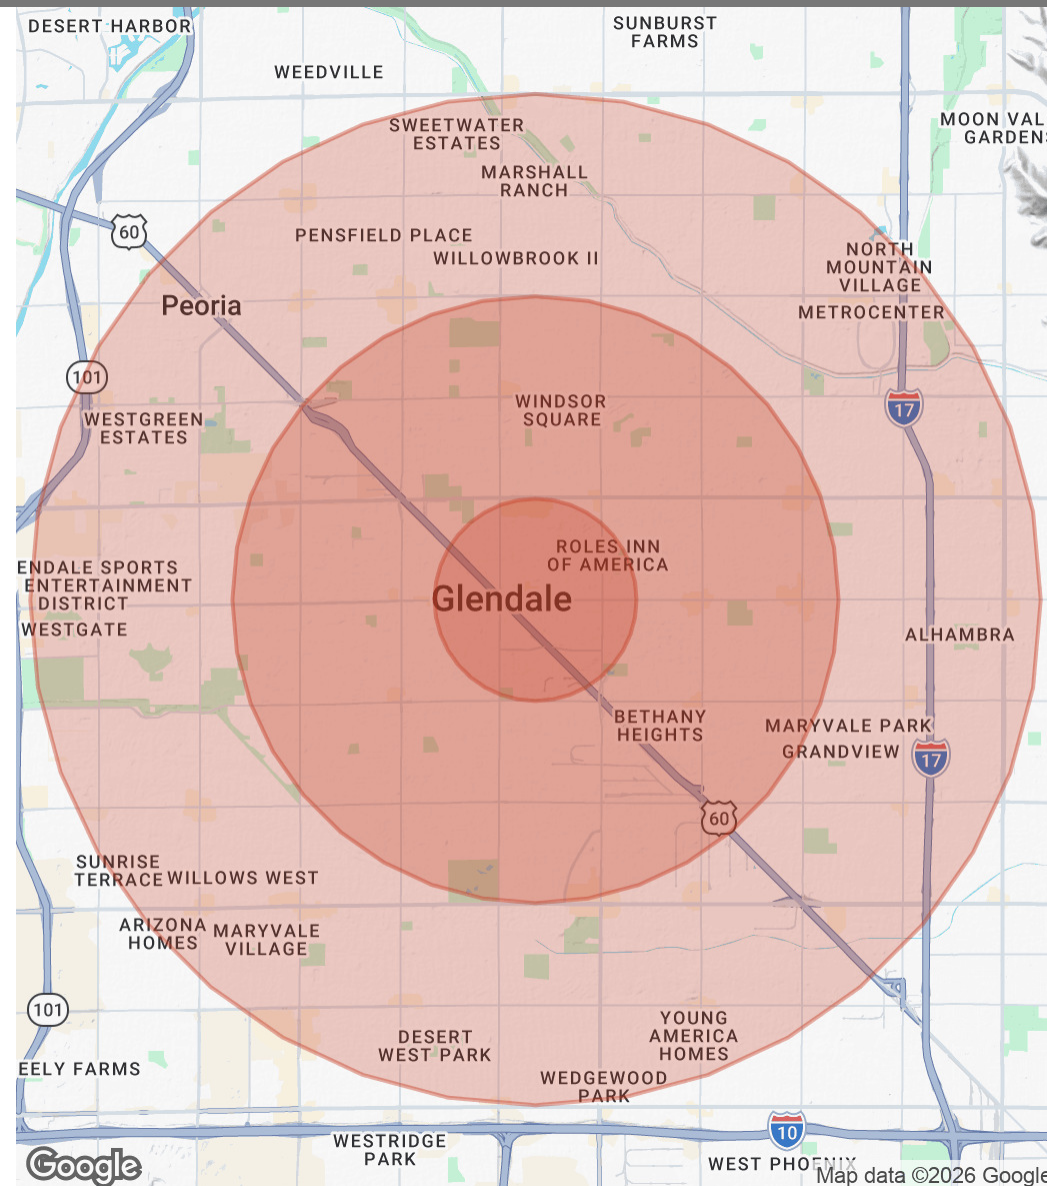 DESERT HARBOR
SUNBURST
FARMS
WEEDVILLE
MOON VAL
GARDENS
SWEETWATER
ESTATES
MARSHALL
RANCH
60
PENSFIELD PLACE
WILLOWBROOK II
NORTH
MOUNTAIN
VILLAGE
Peoria
METROCENTER
101
WINDSOR
SQUARE
17
WESTGREEN
ESTATES
ROLES INN
OF AMERICA
ENDALE SPORTS
ENTERTAINMENT
DISTRICT
Glendale
WESTGATE
ALHAMBRA
BETHANY
HEIGHTS
MARYVALE PARK
GRANDVIEW
17
60
SUNRISE
TERRACE
WILLOWS WEST
ARIZONA
HOMES
MARYVALE
VILLAGE
101
YOUNG
AMERICA
HOMES
DESERT
WEST PARK
EELY FARMS
WEDGEWOOD
PARK
10
WESTRIDGE
PARK
WEST PHOENIX
Google
Map data ©2026 Google